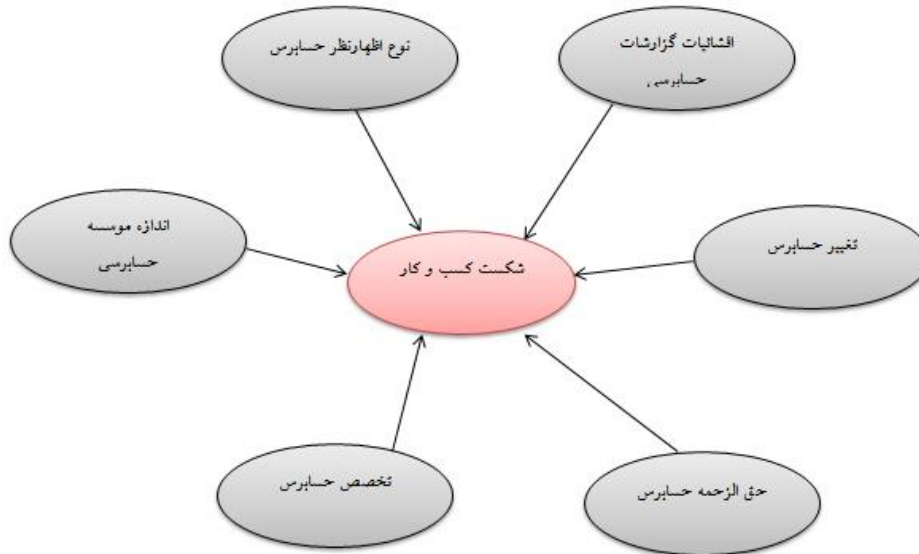 نوع اظهارنظر حسابرس
افشائیات گزارشات
حسابرسی
اندازه موسسه
حسابرسی
شکست کسب و کار
تغییر حسابرس
تخصص حسابرس
حق الزحمه حسابرس